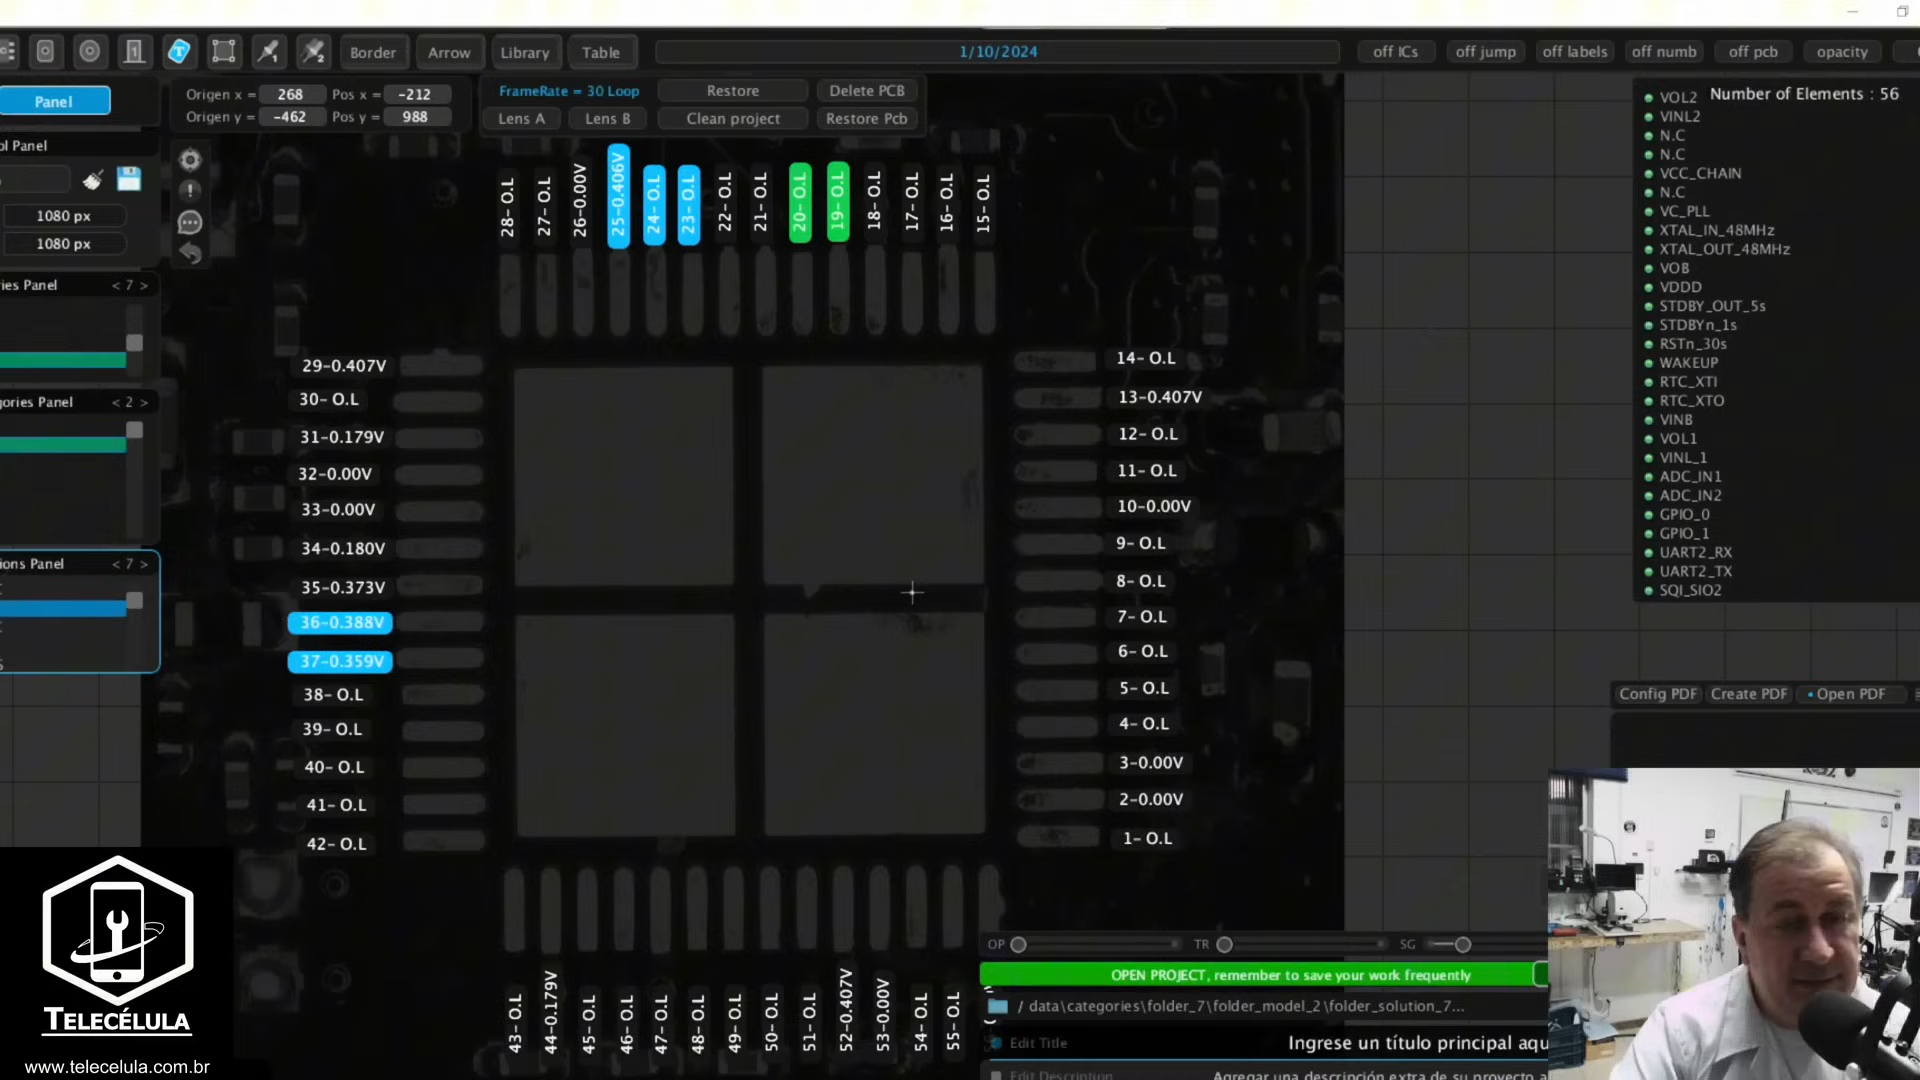 Border Arrow Library Table 1/10/2024 off ICs off jump off labels off numb off pcb opacity
Panel
Origen x = 268 Pos x = -212
Origen y = -462 Pos y = 988
FrameRate = 30 Loop Restore Delete PCB
Lens A Lens B Clean project Restore Pcb
ol Panel
1080 px
1080 px
ies Panel < 7 >
ories Panel < 2 >
ions Panel < 7 >
28- O.L
27- O.L
26-0.00V
25-0.406V
24- O.L
23- O.L
22- O.L
21- O.L
20- O.L
19- O.L
18- O.L
17- O.L
16- O.L
15- O.L
29-0.407V
30- O.L
31-0.179V
32-0.00V
33-0.00V
34-0.180V
35-0.373V
36-0.388V
37-0.359V
38- O.L
39- O.L
40- O.L
41- O.L
42- O.L
14- O.L
13-0.407V
12- O.L
11- O.L
10-0.00V
9- O.L
8- O.L
7- O.L
6- O.L
5- O.L
4- O.L
3-0.00V
2-0.00V
1- O.L
43- O.L
44-0.179V
45- O.L
46- O.L
47- O.L
48- O.L
49- O.L
50- O.L
51- O.L
52-0.407V
53-0.00V
54- O.L
55- O.L
Number of Elements : 56
VOL2
VINL2
N.C
N.C
VCC_CHAIN
N.C
VC_PLL
XTAL_IN_48MHz
XTAL_OUT_48MHz
VOB
VDDD
STDBY_OUT_5s
STDBYn_1s
RSTn_30s
WAKEUP
RTC_XTI
RTC_XTO
VINB
VOL1
VINL_1
ADC_IN1
ADC_IN2
GPIO_0
GPIO_1
UART2_RX
UART2_TX
SQI_SIO2
Config PDF Create PDF Open PDF
OP TR SG
OPEN PROJECT, remember to save your work frequently
/ data\categories\folder_7\folder_model_2\folder_solution_7...
Edit Title Ingrese un título principal aqu
Edit Description Agregar una descripción extra de su proyecto a
TELECÉLULA
www.telecelula.com.br